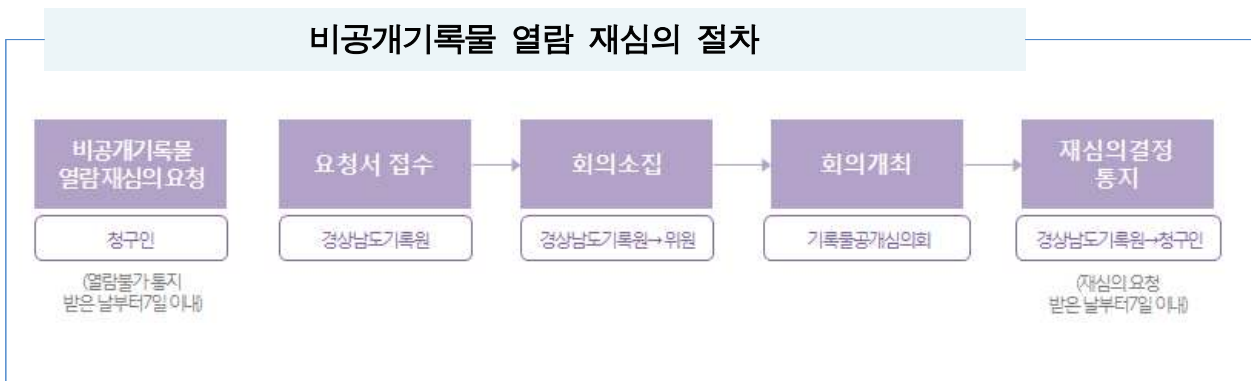 비공개기록물 열람 재심의 절차
비공개기록물
열람재심의 요청
요청서 접수
회의소집
회의개최
재심의결정
통지
청구인
경상남도기록원
경상남도기록원→위원
기록물공개심의회
경상남도기록원→청구인
(열람불가 통지
받은 날부터7일 이내)
(재심의 요청
받은 날부터7일 이내)